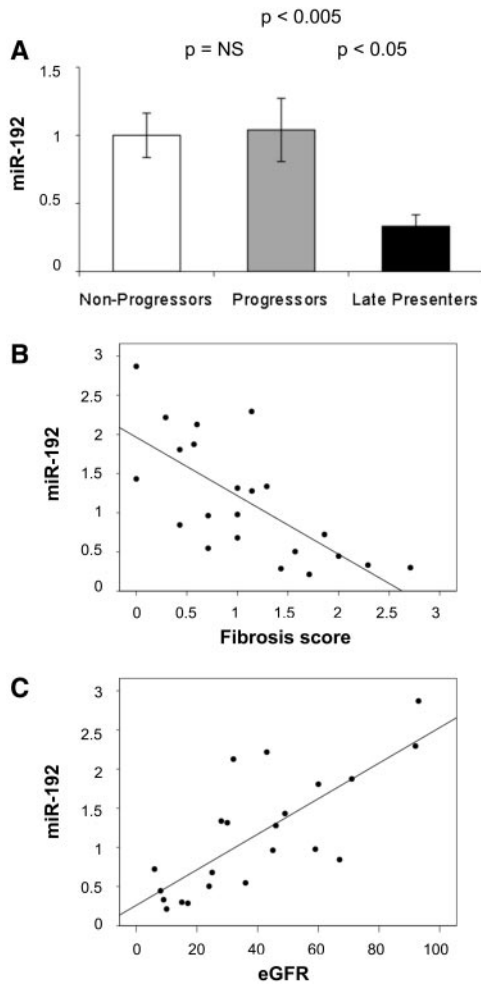 p < 0.005
p = NS
p < 0.05
A
miR-192
1.5
1
0.5
0
Non-Progressors
Progressors
Late Presenters
B
miR-192
3
2.5
2
1.5
1
0.5
0
0
0.5
1.0
1.5
2.0
2.5
3
Fibrosis score
C
miR-192
3
2.5
2
1.5
1
0.5
0
0
20
40
60
80
100
eGFR